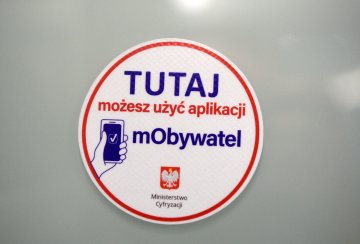 TUTAJ
możesz użyć aplikacji
mObywatel
Ministerstwo
Cyfryzacji